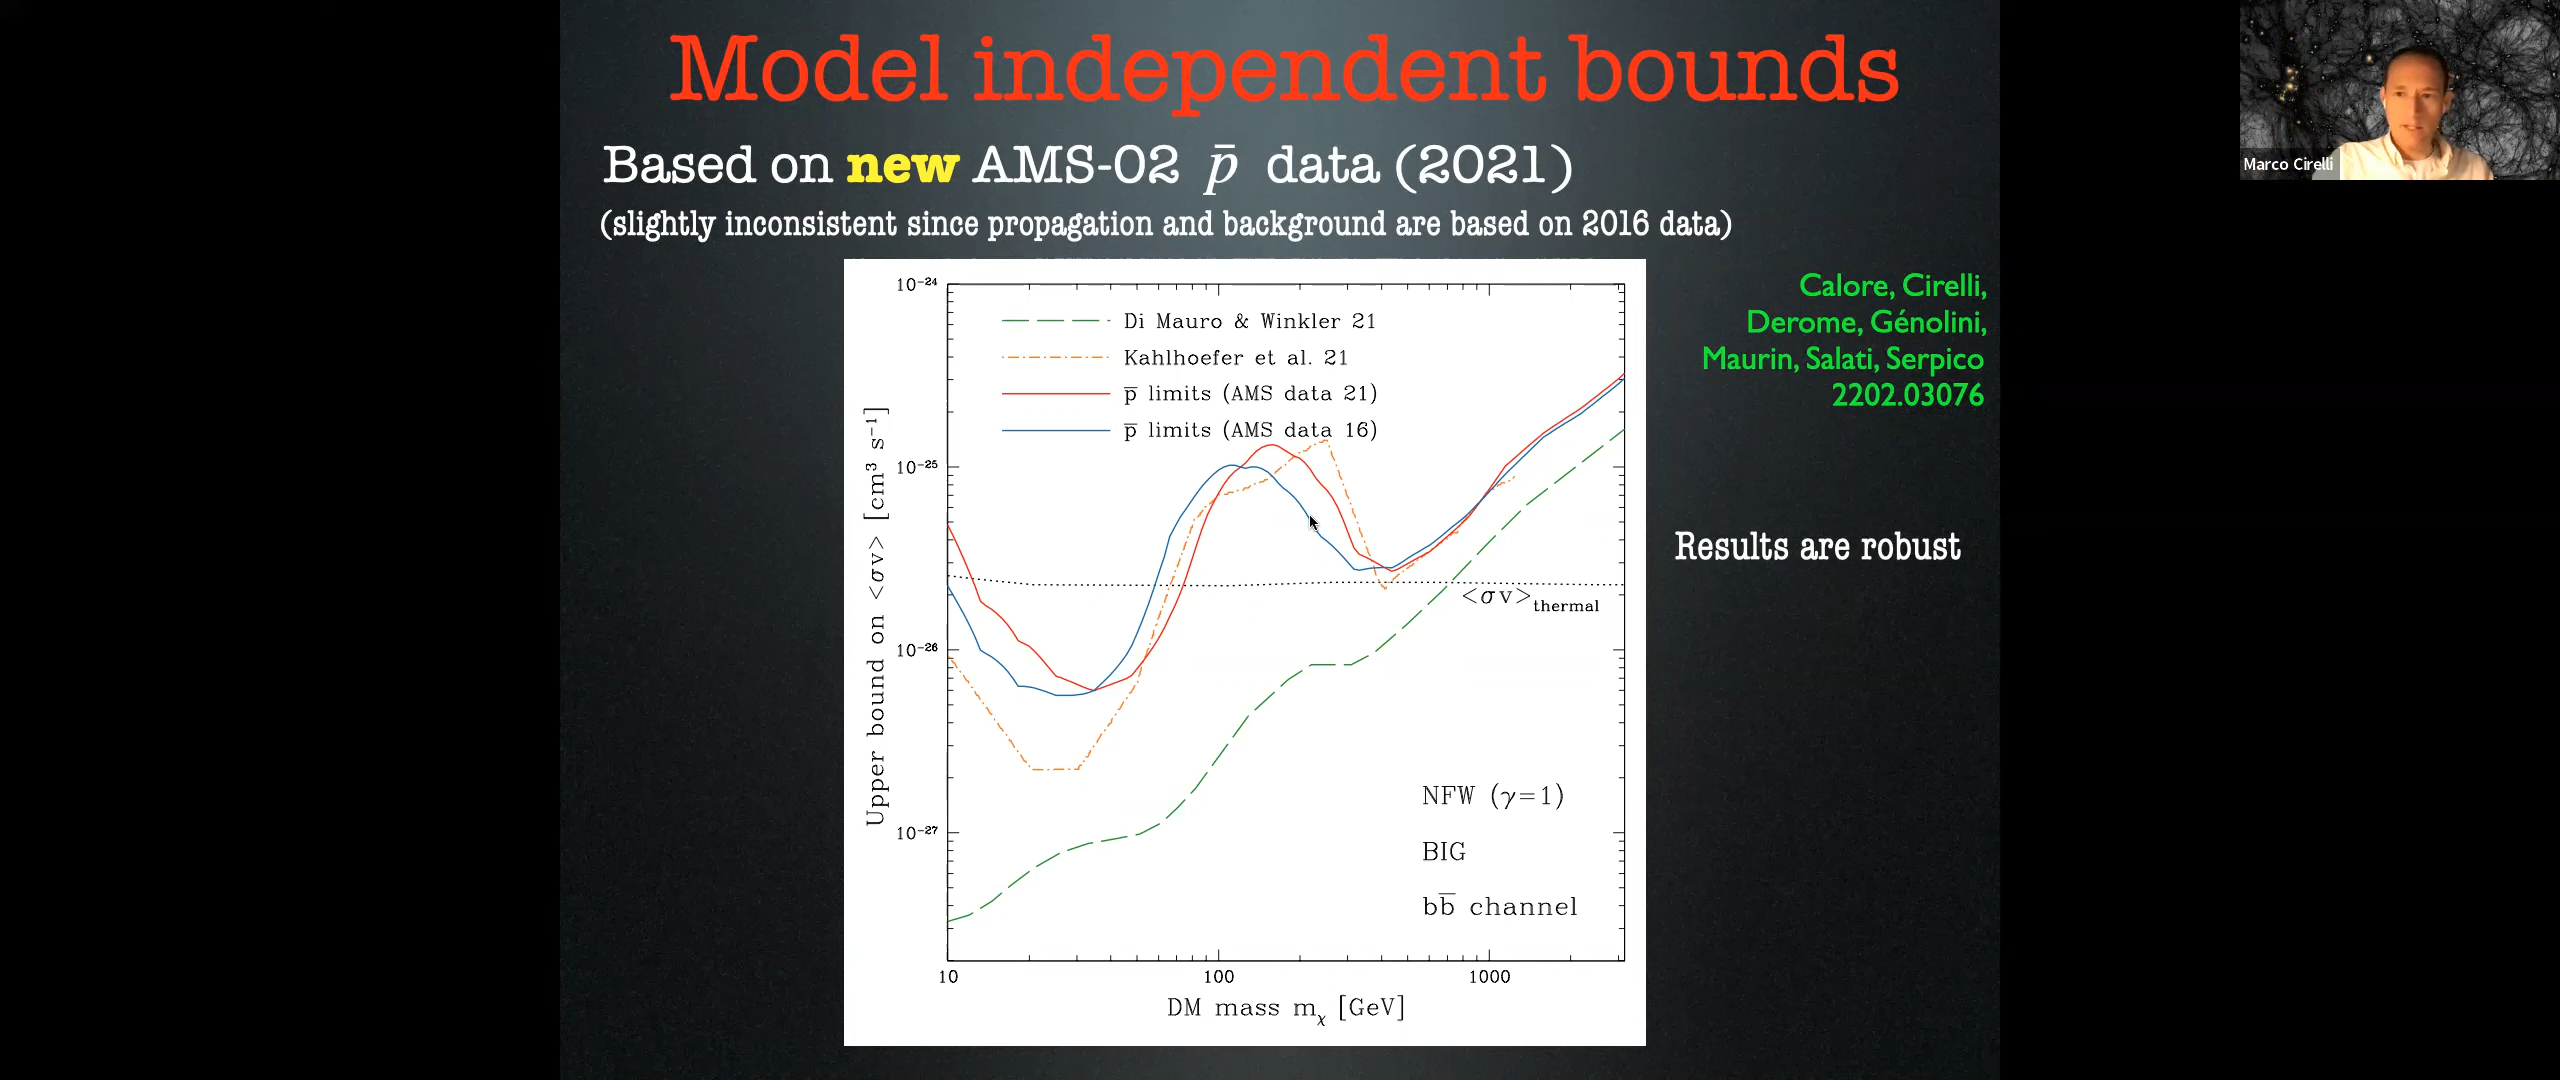 Model independent bounds
Based on new AMS-02 p̄ data (2021)
(slightly inconsistent since propagation and background are based on 2016 data)
Marco Cirelli
Calore, Cirelli,
Derome, Génolini,
Maurin, Salati, Serpico
2202.03076
Results are robust
Upper bound on <σv> [cm³ s⁻¹]
10⁻²⁴
10⁻²⁵
10⁻²⁶
10⁻²⁷
Di Mauro & Winkler 21
Kahlhoefer et al. 21
p̄ limits (AMS data 21)
p̄ limits (AMS data 16)
<σv>thermal
NFW (γ=1)
BIG
bb̄ channel
10 100 1000
DM mass mχ [GeV]